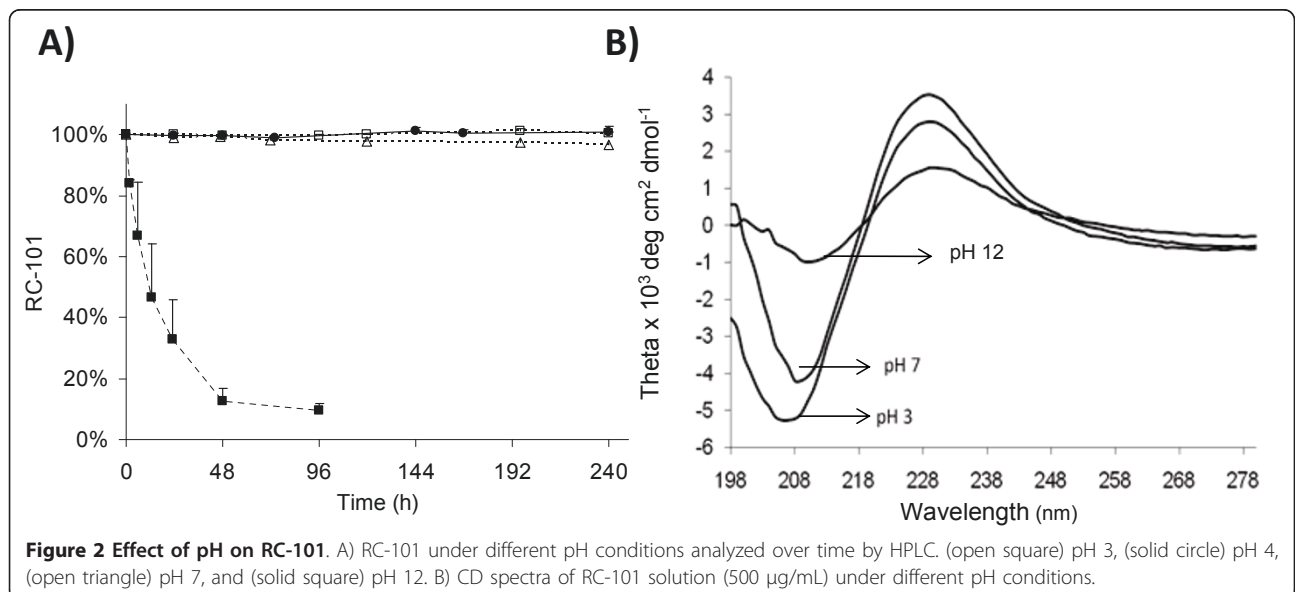 A)
B)
100%
80%
60%
40%
20%
0%
RC-101
0 48 96 144 192 240
Time (h)
4
3
2
1
0
-1
-2
-3
-4
-5
-6
Theta x 10³ deg cm² dmol⁻¹
pH 12
pH 7
pH 3
198 208 218 228 238 248 258 268 278
Wavelength (nm)
Figure 2 Effect of pH on RC-101. A) RC-101 under different pH conditions analyzed over time by HPLC. (open square) pH 3, (solid circle) pH 4,
(open triangle) pH 7, and (solid square) pH 12. B) CD spectra of RC-101 solution (500 μg/mL) under different pH conditions.